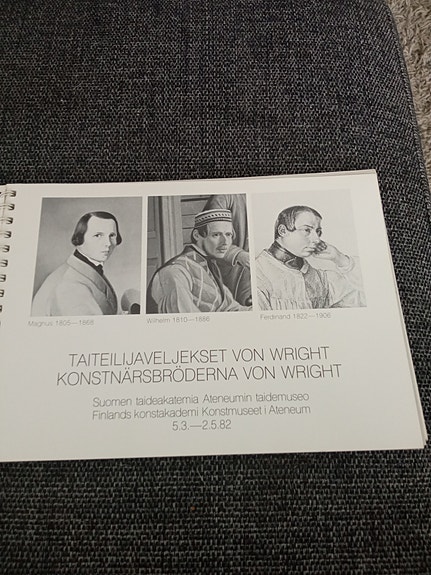 Magnus 1805—1868
Wilhelm 1810—1886
Ferdinand 1822—1906
TAITEILIJAVELJEKSET VON WRIGHT
KONSTNÄRSBRÖDERNA VON WRIGHT
Suomen taideakatemia Ateneumin taidemuseo
Finlands konstakademi Konstmuseet i Ateneum
5.3.—2.5.82